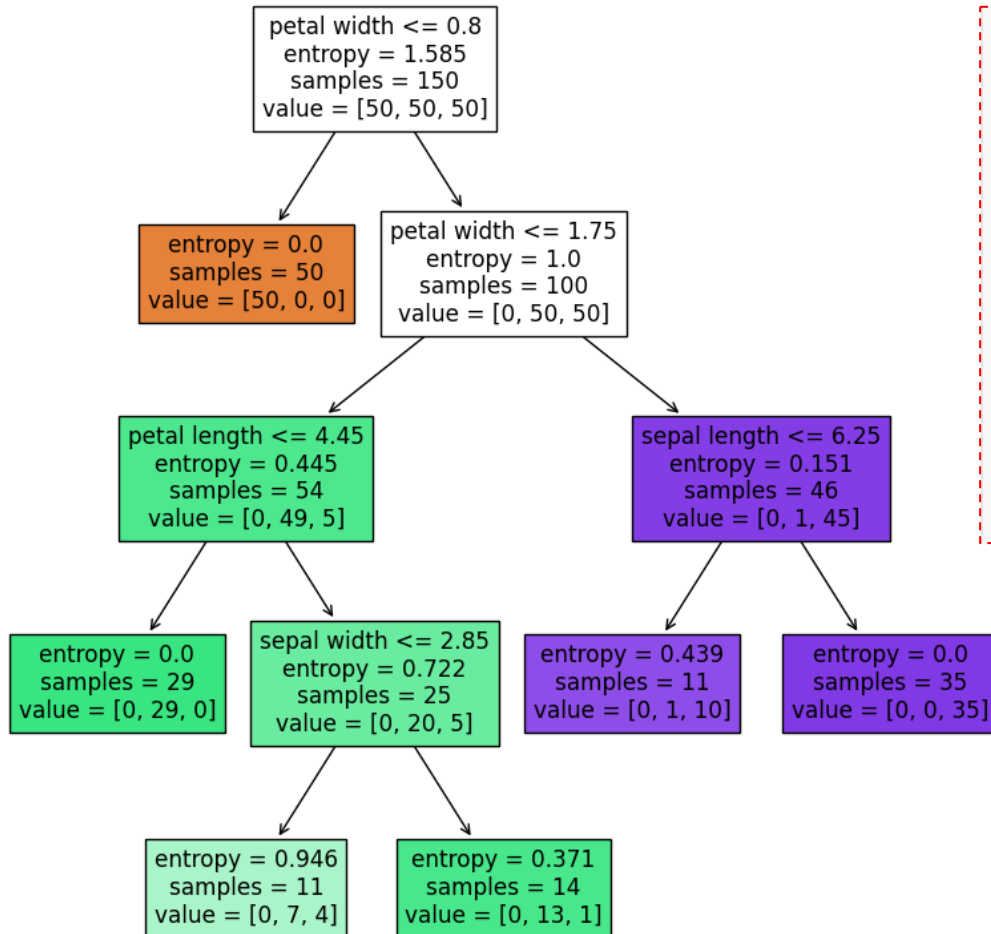 petal width <= 0.8
entropy = 1.585
samples = 150
value = [50, 50, 50]
entropy = 0.0
samples = 50
value = [50, 0, 0]
petal width <= 1.75
entropy = 1.0
samples = 100
value = [0, 50, 50]
petal length <= 4.45
entropy = 0.445
samples = 54
value = [0, 49, 5]
sepal length <= 6.25
entropy = 0.151
samples = 46
value = [0, 1, 45]
entropy = 0.0
samples = 29
value = [0, 29, 0]
sepal width <= 2.85
entropy = 0.722
samples = 25
value = [0, 20, 5]
entropy = 0.439
samples = 11
value = [0, 1, 10]
entropy = 0.0
samples = 35
value = [0, 0, 35]
entropy = 0.946
samples = 11
value = [0, 7, 4]
entropy = 0.371
samples = 14
value = [0, 13, 1]